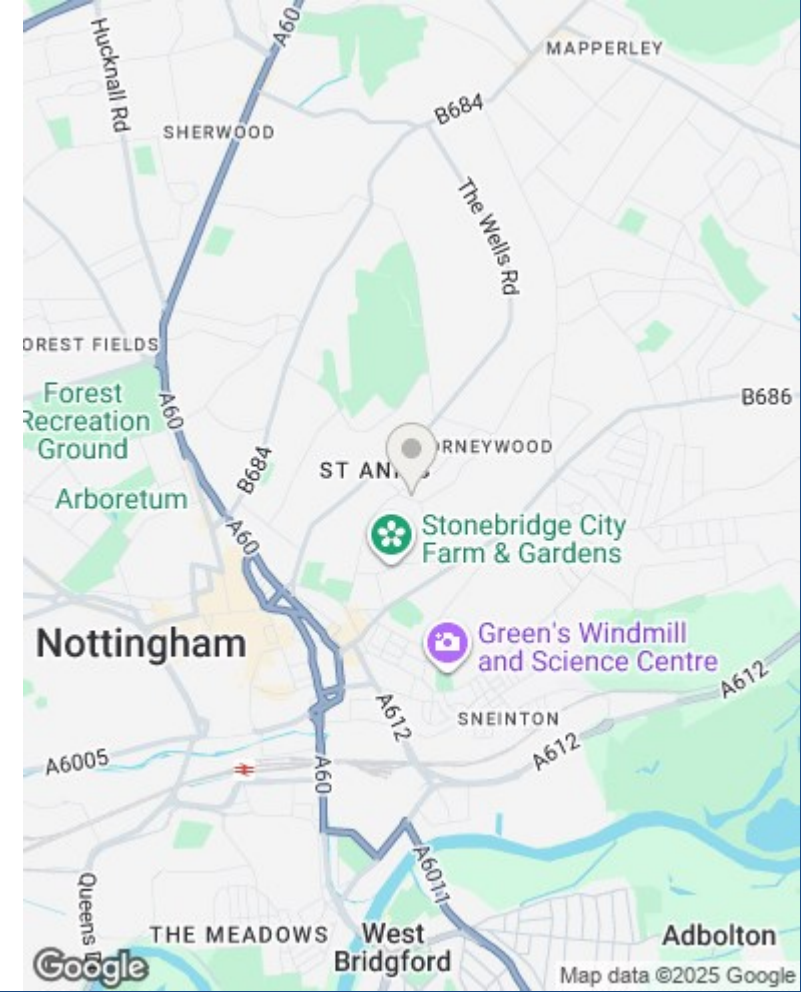 A60
Hucknall Rd
MAPPERLEY
B684
SHERWOOD
The Wells Rd
OREST FIELDS
A60
Forest
Recreation
Ground
B686
B684
ORNEYWOOD
ST ANN
Arboretum
A60
Stonebridge City
Farm & Gardens
Nottingham
Green's Windmill
and Science Centre
A612
A612
SNEINTON
A612
A6005
A60
A6011
Queens D
THE MEADOWS
West
Bridgford
Adbolton
Google
Map data ©2025 Google